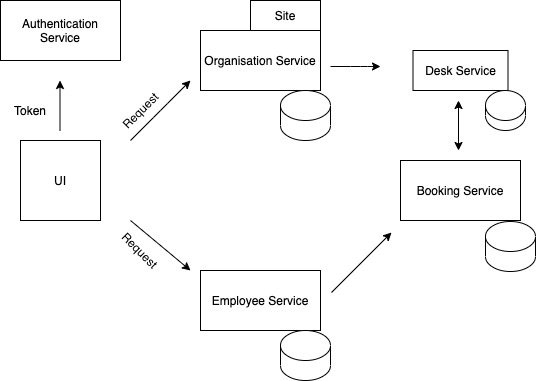 Authentication
Service
Site
Organisation Service
Desk Service
Token
Request
UI
Booking Service
Request
Employee Service